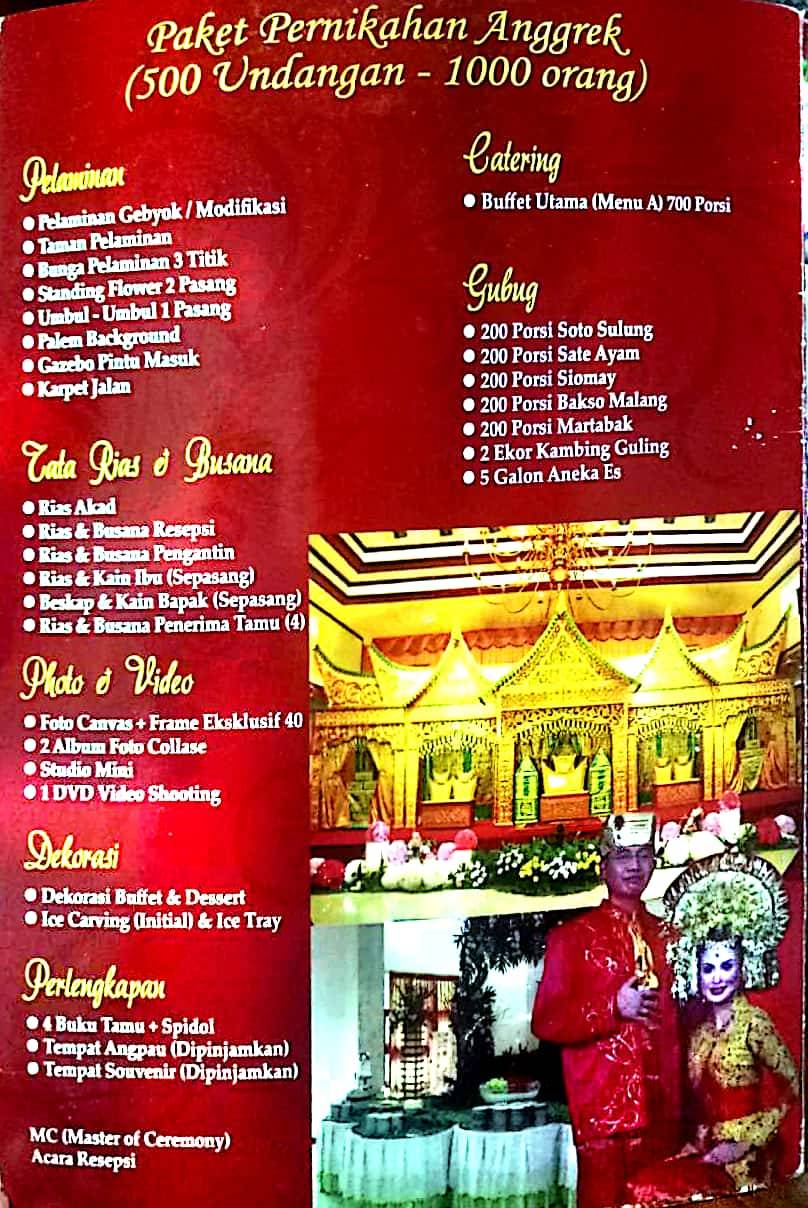 Paket Pernikahan Anggrek
(500 Undangan - 1000 orang)
Pelaminan
Pelaminan Gebyok / Modifikasi
Taman Pelaminan
Bunga Pelaminan 3 Titik
Standing Flower 2 Pasang
Umbul - Umbul 1 Pasang
Palem Background
Gazebo Pintu Masuk
Karpet Jalan
Tata Rias & Busana
Rias Akad
Rias & Busana Resepsi
Rias & Busana Pengantin
Rias & Kain Ibu (Sepasang)
Beskap & Kain Bapak (Sepasang)
Rias & Busana Penerima Tamu (4)
Photo & Video
Foto Canvas + Frame Eksklusif 40
2 Album Foto Collase
Studio Mini
1 DVD Video Shooting
Dekorasi
Dekorasi Buffet & Dessert
Ice Carving (Initial) & Ice Tray
Perlengkapan
4 Buku Tamu + Spidol
Tempat Angpau (Dipinjamkan)
Tempat Souvenir (Dipinjamkan)
MC (Master of Ceremony)
Acara Resepsi
Catering
Buffet Utama (Menu A) 700 Porsi
Gubug
200 Porsi Soto Sulung
200 Porsi Sate Ayam
200 Porsi Siomay
200 Porsi Bakso Malang
200 Porsi Martabak
2 Ekor Kambing Guling
5 Galon Aneka Es